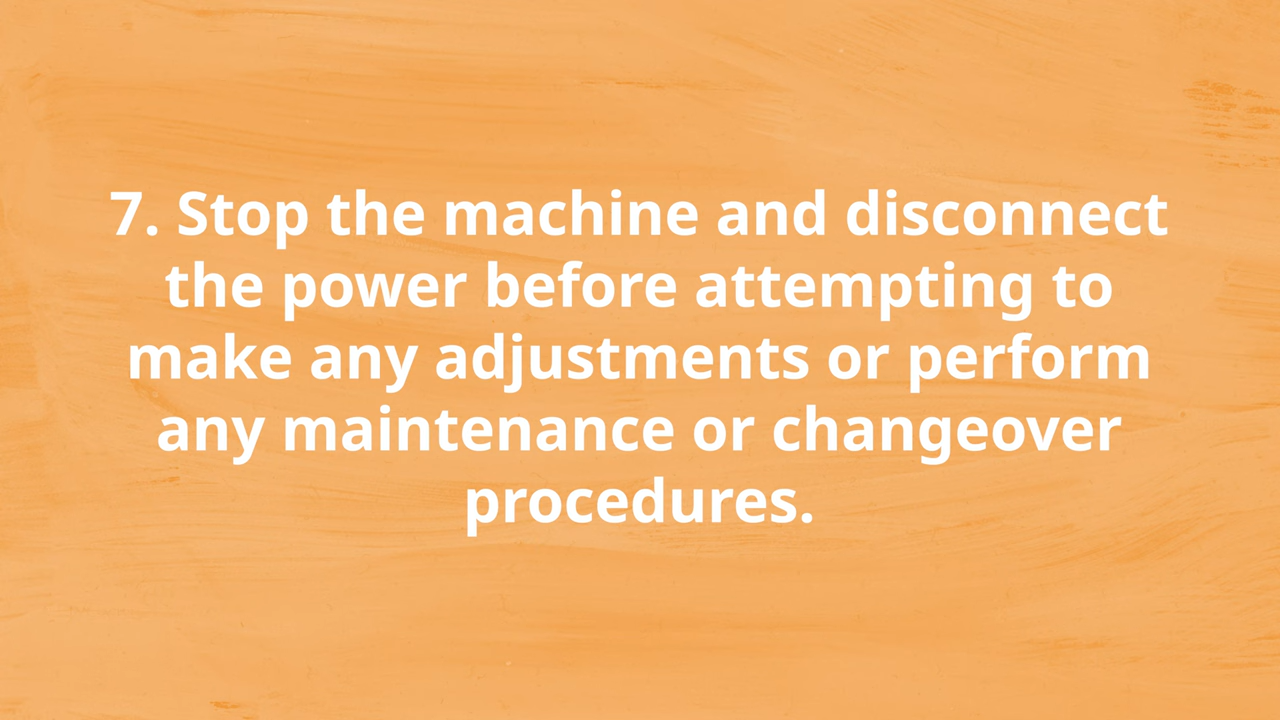 7. Stop the machine and disconnect
the power before attempting to
make any adjustments or perform
any maintenance or changeover
procedures.